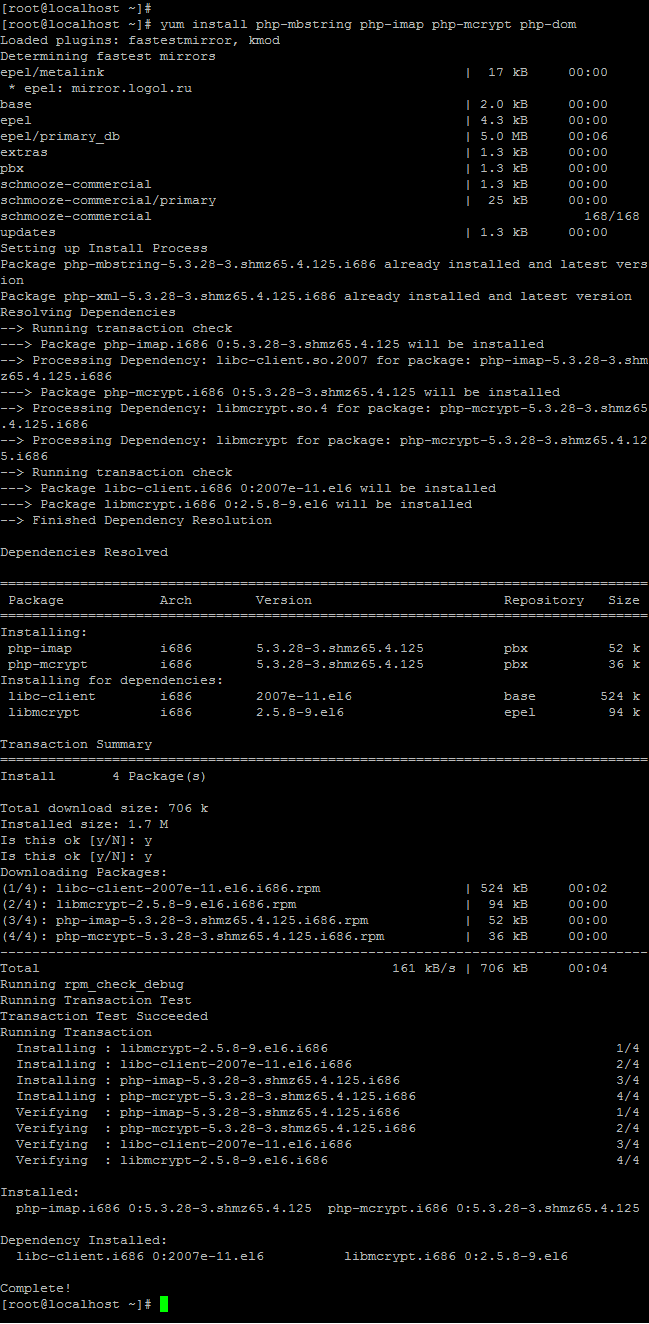 [root@localhost ~]#
[root@localhost ~]# yum install php-mbstring php-imap php-mcrypt php-dom
Loaded plugins: fastestmirror, kmod
Determining fastest mirrors
epel/metalink | 17 kB 00:00
* epel: mirror.logol.ru
base | 2.0 kB 00:00
epel | 4.3 kB 00:00
epel/primary_db | 5.0 MB 00:06
extras | 1.3 kB 00:00
pbx | 1.3 kB 00:00
schmooze-commercial | 1.3 kB 00:00
schmooze-commercial/primary | 25 kB 00:00
schmooze-commercial 168/168
updates | 1.3 kB 00:00
Setting up Install Process
Package php-mbstring-5.3.28-3.shmz65.4.125.i686 already installed and latest vers
ion
Package php-xml-5.3.28-3.shmz65.4.125.i686 already installed and latest version
Resolving Dependencies
--> Running transaction check
---> Package php-imap.i686 0:5.3.28-3.shmz65.4.125 will be installed
--> Processing Dependency: libc-client.so.2007 for package: php-imap-5.3.28-3.shm
z65.4.125.i686
---> Package php-mcrypt.i686 0:5.3.28-3.shmz65.4.125 will be installed
--> Processing Dependency: libmcrypt.so.4 for package: php-mcrypt-5.3.28-3.shmz65
.4.125.i686
--> Processing Dependency: libmcrypt for package: php-mcrypt-5.3.28-3.shmz65.4.12
5.i686
--> Running transaction check
---> Package libc-client.i686 0:2007e-11.el6 will be installed
---> Package libmcrypt.i686 0:2.5.8-9.el6 will be installed
--> Finished Dependency Resolution
Dependencies Resolved
=================================================================================
Package Arch Version Repository Size
=================================================================================
Installing:
php-imap i686 5.3.28-3.shmz65.4.125 pbx 52 k
php-mcrypt i686 5.3.28-3.shmz65.4.125 pbx 36 k
Installing for dependencies:
libc-client i686 2007e-11.el6 base 524 k
libmcrypt i686 2.5.8-9.el6 epel 94 k
Transaction Summary
=================================================================================
Install 4 Package(s)
Total download size: 706 k
Installed size: 1.7 M
Is this ok [y/N]: y
Is this ok [y/N]: y
Downloading Packages:
(1/4): libc-client-2007e-11.el6.i686.rpm | 524 kB 00:02
(2/4): libmcrypt-2.5.8-9.el6.i686.rpm | 94 kB 00:00
(3/4): php-imap-5.3.28-3.shmz65.4.125.i686.rpm | 52 kB 00:00
(4/4): php-mcrypt-5.3.28-3.shmz65.4.125.i686.rpm | 36 kB 00:00
---------------------------------------------------------------------------------
Total 161 kB/s | 706 kB 00:04
Running rpm_check_debug
Running Transaction Test
Transaction Test Succeeded
Running Transaction
Installing : libmcrypt-2.5.8-9.el6.i686 1/4
Installing : libc-client-2007e-11.el6.i686 2/4
Installing : php-imap-5.3.28-3.shmz65.4.125.i686 3/4
Installing : php-mcrypt-5.3.28-3.shmz65.4.125.i686 4/4
Verifying : php-imap-5.3.28-3.shmz65.4.125.i686 1/4
Verifying : php-mcrypt-5.3.28-3.shmz65.4.125.i686 2/4
Verifying : libc-client-2007e-11.el6.i686 3/4
Verifying : libmcrypt-2.5.8-9.el6.i686 4/4
Installed:
php-imap.i686 0:5.3.28-3.shmz65.4.125 php-mcrypt.i686 0:5.3.28-3.shmz65.4.125
Dependency Installed:
libc-client.i686 0:2007e-11.el6 libmcrypt.i686 0:2.5.8-9.el6
Complete!
[root@localhost ~]#